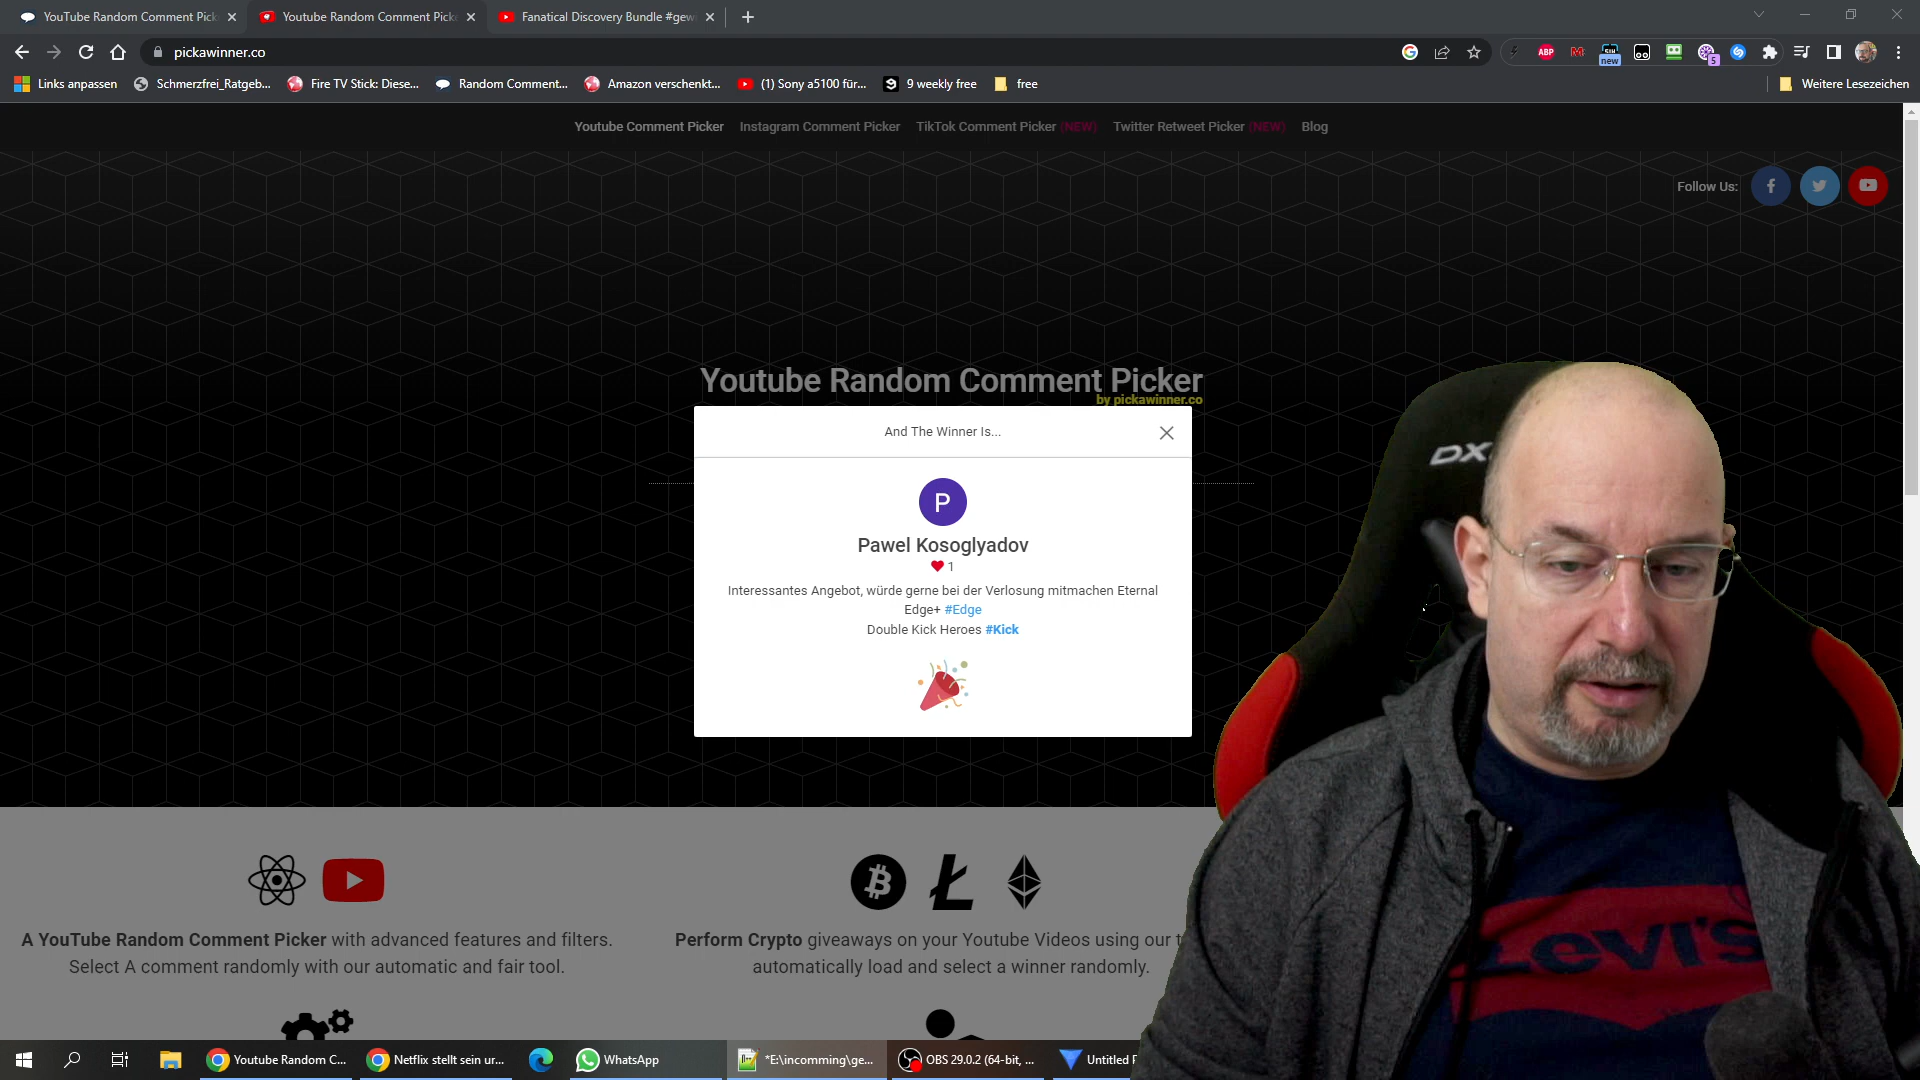 YouTube Random Comment Pick
Youtube Random Comment Picke
Fanatical Discovery Bundle #gew
pickawinner.co
ABP
new
5
Links anpassen
Schmerzfrei_Ratgeb...
Fire TV Stick: Diese...
Random Comment...
Amazon verschenkt...
(1) Sony a5100 für...
9 weekly free
free
Weitere Lesezeichen
Youtube Comment Picker
Instagram Comment Picker
TikTok Comment Picker (NEW)
Twitter Retweet Picker (NEW)
Blog
Follow Us:
Youtube Random Comment Picker
by pickawinner.co
And The Winner Is...
P
Pawel Kosoglyadov
1
Interessantes Angebot, würde gerne bei der Verlosung mitmachen Eternal
Edge+ #Edge
Double Kick Heroes #Kick
DX
A YouTube Random Comment Picker with advanced features and filters.
Select A comment randomly with our automatic and fair tool.
Perform Crypto giveaways on your Youtube Videos using our t
automatically load and select a winner randomly.
Levi's
Youtube Random C...
Netflix stellt sein ur...
WhatsApp
*E:\incomming\ge...
OBS 29.0.2 (64-bit, ...
Untitled P